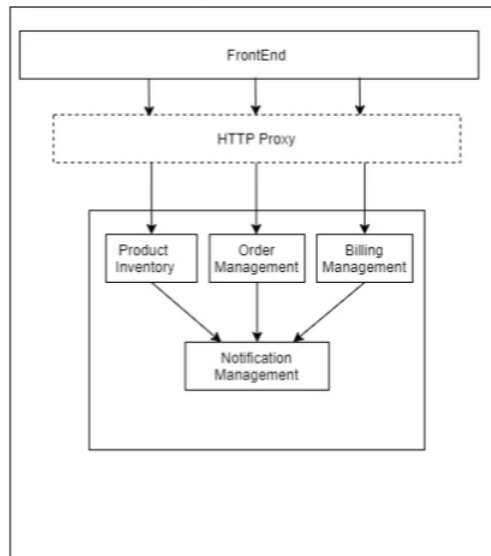 FrontEnd
HTTP Proxy
Product
Inventory
Order
Management
Billing
Management
Notification
Management